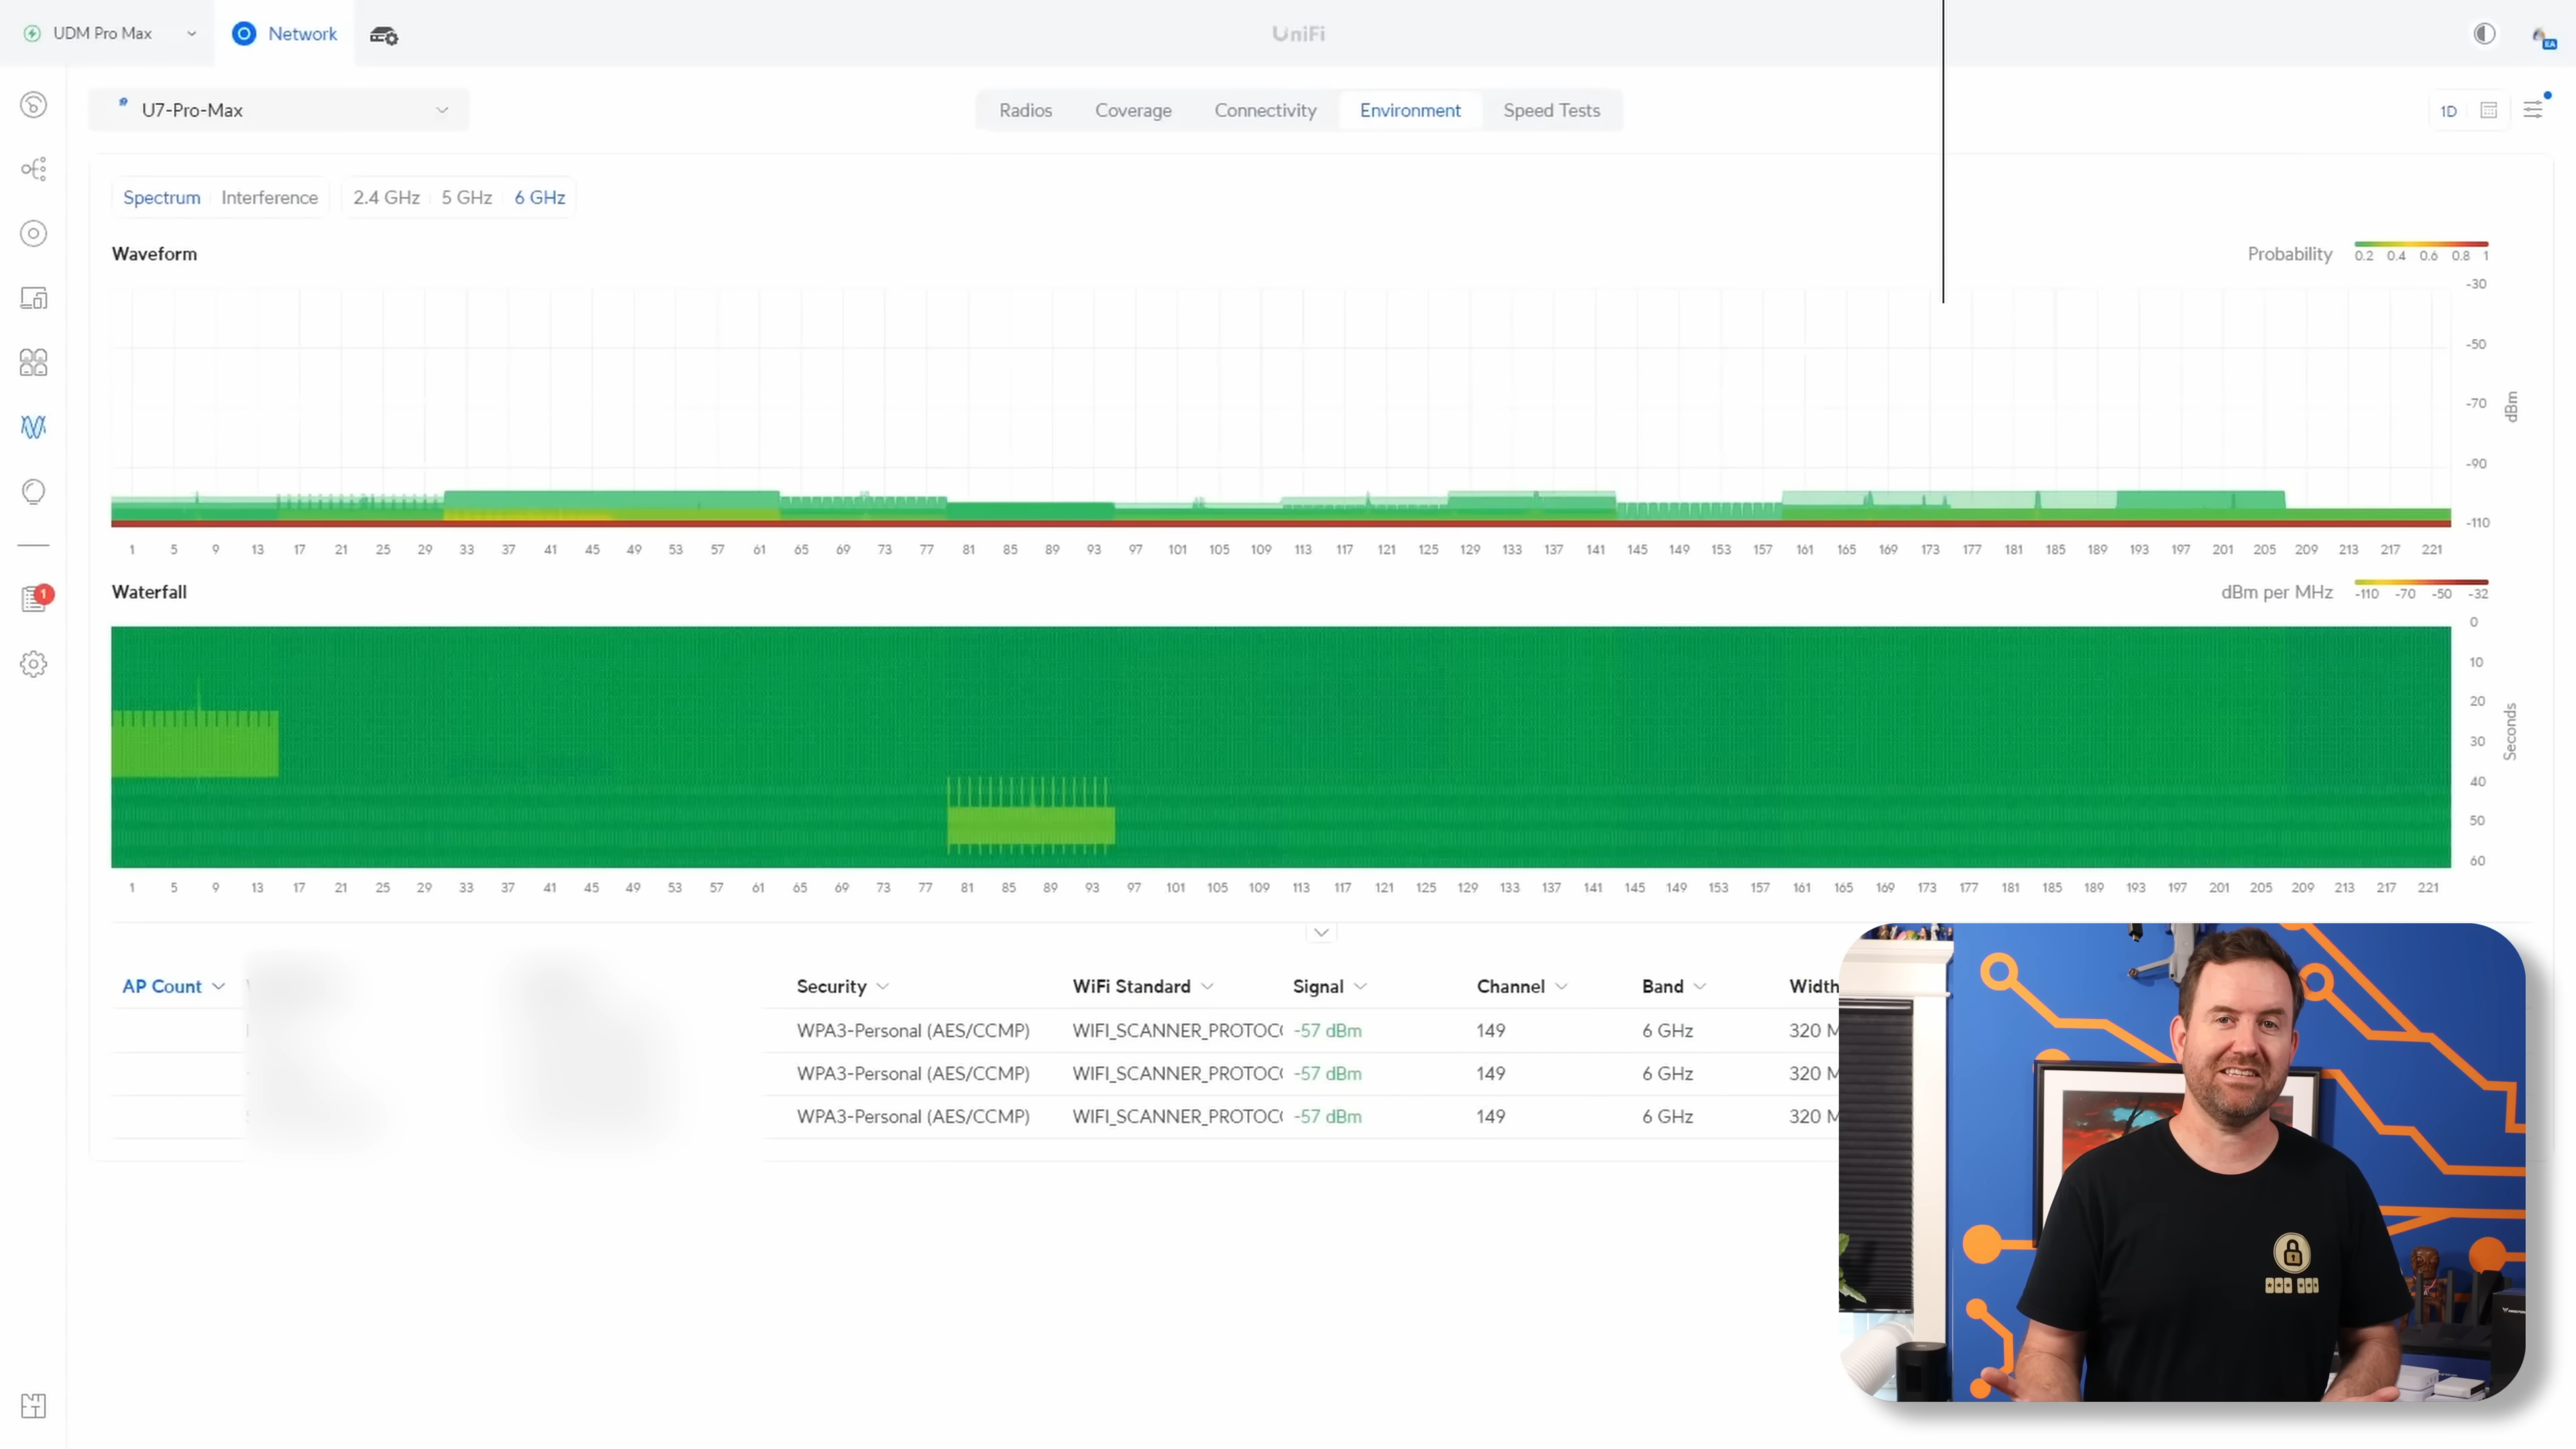 UDM Pro Max
Network
UniFi
EA
U7-Pro-Max
Radios Coverage Connectivity Environment Speed Tests
1D
Spectrum Interference 2.4 GHz 5 GHz 6 GHz
Waveform
Probability
0.2 0.4 0.6 0.8 1
-30
-50
-70
-90
-110
dBm
1 5 9 13 17 21 25 29 33 37 41 45 49 53 57 61 65 69 73 77 81 85 89 93 97 101 105 109 113 117 121 125 129 133 137 141 145 149 153 157 161 165 169 173 177 181 185 189 193 197 201 205 209 213 217 221
1
Waterfall
dBm per MHz
-110 -70 -50 -32
0
10
20
30
40
50
60
Seconds
1 5 9 13 17 21 25 29 33 37 41 45 49 53 57 61 65 69 73 77 81 85 89 93 97 101 105 109 113 117 121 125 129 133 137 141 145 149 153 157 161 165 169 173 177 181 185 189 193 197 201 205 209 213 217 221
AP Count Security WiFi Standard Signal Channel Band Width
WPA3-Personal (AES/CCMP) WIFI_SCANNER_PROTOC -57 dBm 149 6 GHz 320 M
WPA3-Personal (AES/CCMP) WIFI_SCANNER_PROTOC -57 dBm 149 6 GHz 320 M
WPA3-Personal (AES/CCMP) WIFI_SCANNER_PROTOC -57 dBm 149 6 GHz 320 M